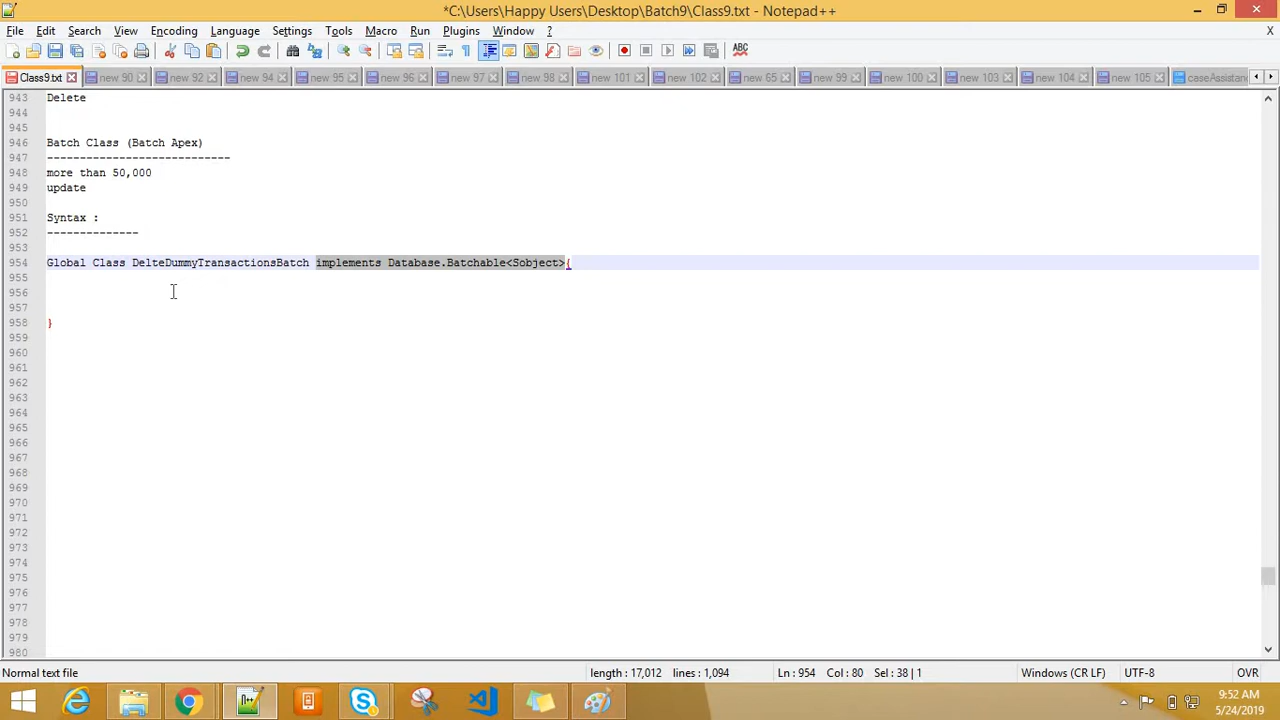 *C:\Users\Happy Users\Desktop\Batch9\Class9.txt - Notepad++
File Edit Search View Encoding Language Settings Tools Macro Run Plugins Window ? X
ABC
Class9.txt new 90 new 92 new 94 new 95 new 96 new 97 new 98 new 101 new 102 new 65 new 99 new 100 new 103 new 104 new 105 caseAssistan
943 Delete
944
945
946 Batch Class (Batch Apex)
947 ----------------------------
948 more than 50,000
949 update
950
951 Syntax :
952 --------------
953
954 Global Class DelteDummyTransactionsBatch implements Database.Batchable<Sobject>{
955
956
957
958 }
959
960
961
962
963
964
965
966
967
968
969
970
971
972
973
974
975
976
977
978
979
980
Normal text file length : 17,012 lines : 1,094 Ln : 954 Col : 80 Sel : 38 | 1 Windows (CR LF) UTF-8 OVR
9:52 AM
5/24/2019